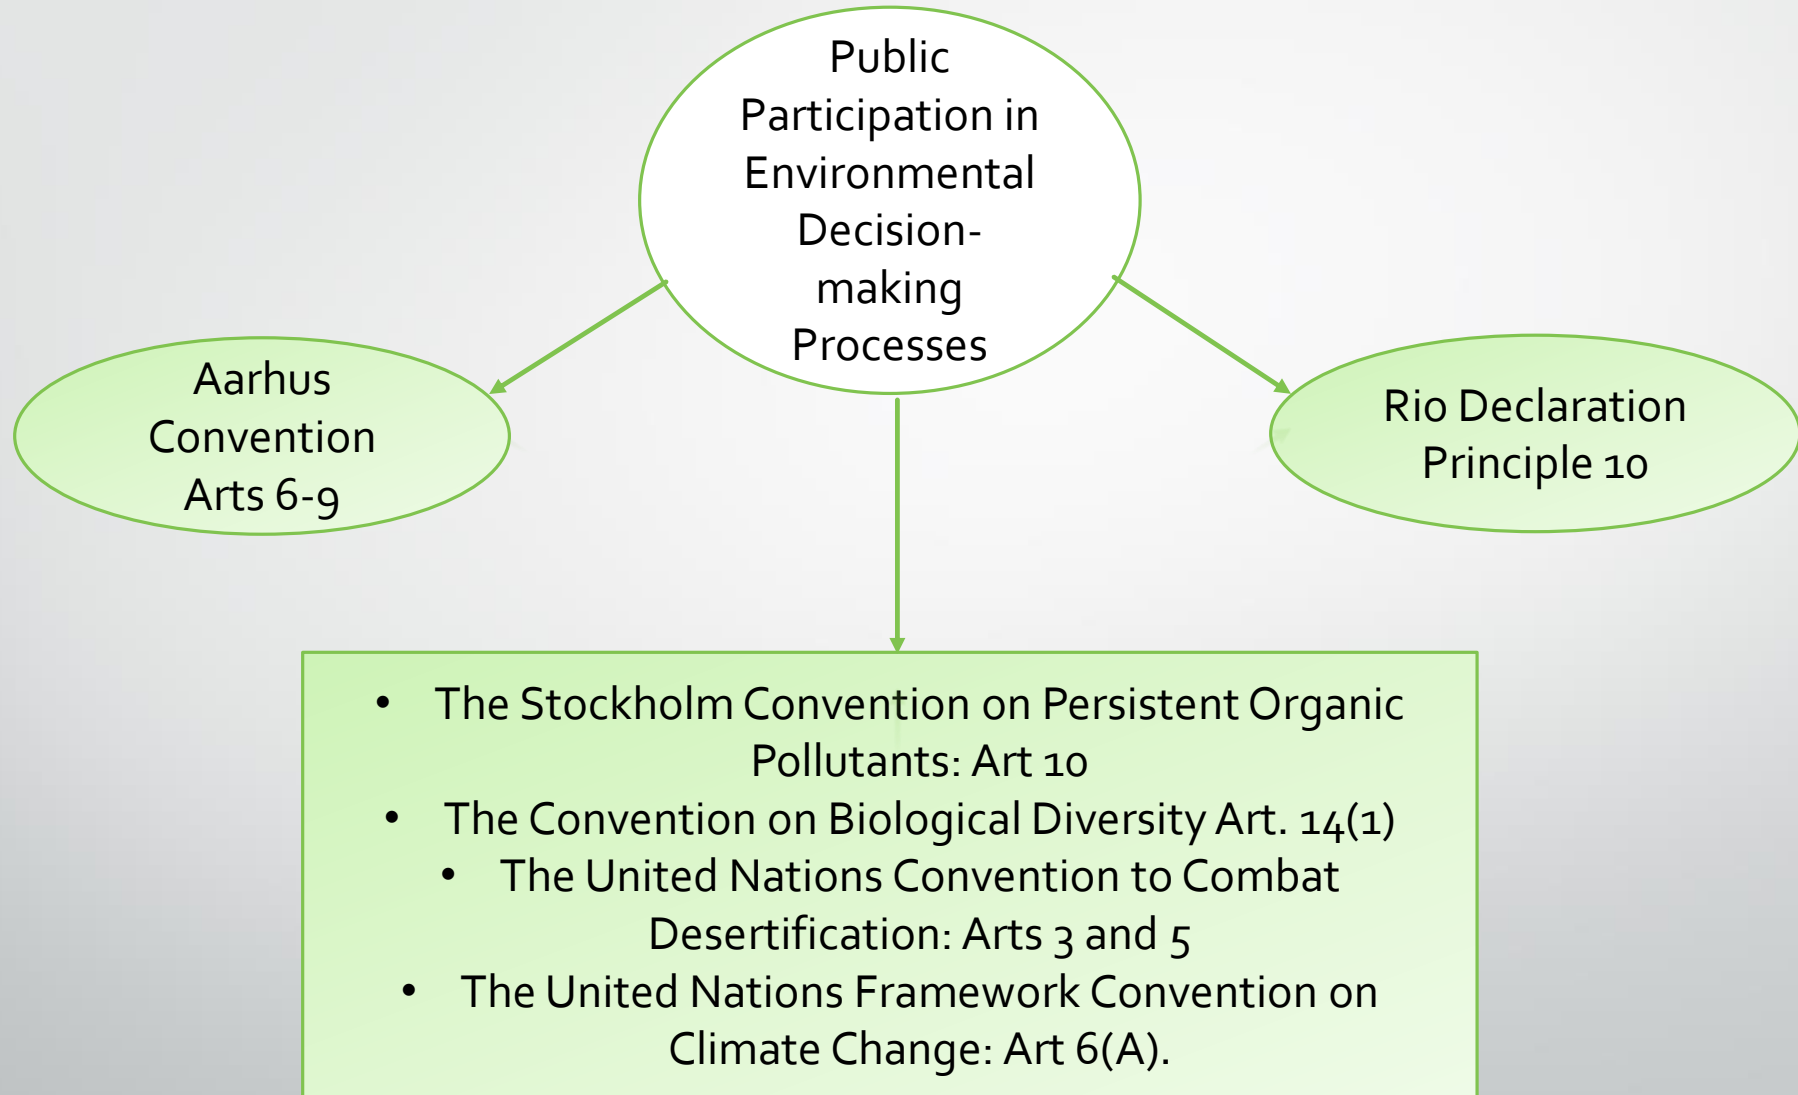 Public
Participation in
Environmental
Decision-
making
Processes
Aarhus
Convention
Arts 6-9
Rio Declaration
Principle 10
• The Stockholm Convention on Persistent Organic
Pollutants: Art 10
• The Convention on Biological Diversity Art. 14(1)
• The United Nations Convention to Combat
Desertification: Arts 3 and 5
• The United Nations Framework Convention on
Climate Change: Art 6(A).